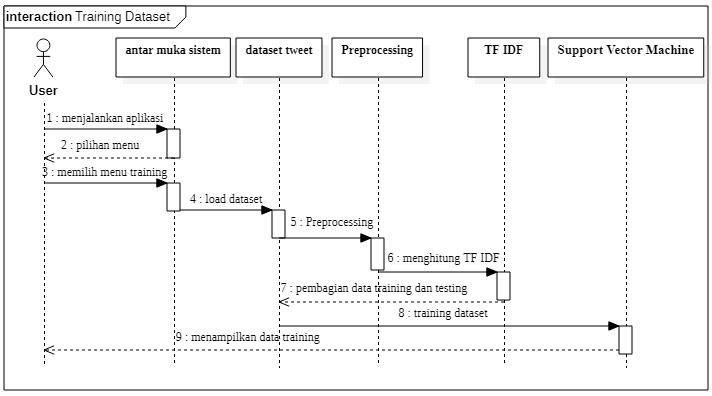 interaction Training Dataset
User
antar muka sistem
dataset tweet
Preprocessing
TF IDF
Support Vector Machine
1 : menjalankan aplikasi
2 : pilihan menu
3 : memilih menu training
4 : load dataset
5 : Preprocessing
6 : menghitung TF IDF
7 : pembagian data training dan testing
8 : training dataset
9 : menampilkan data training